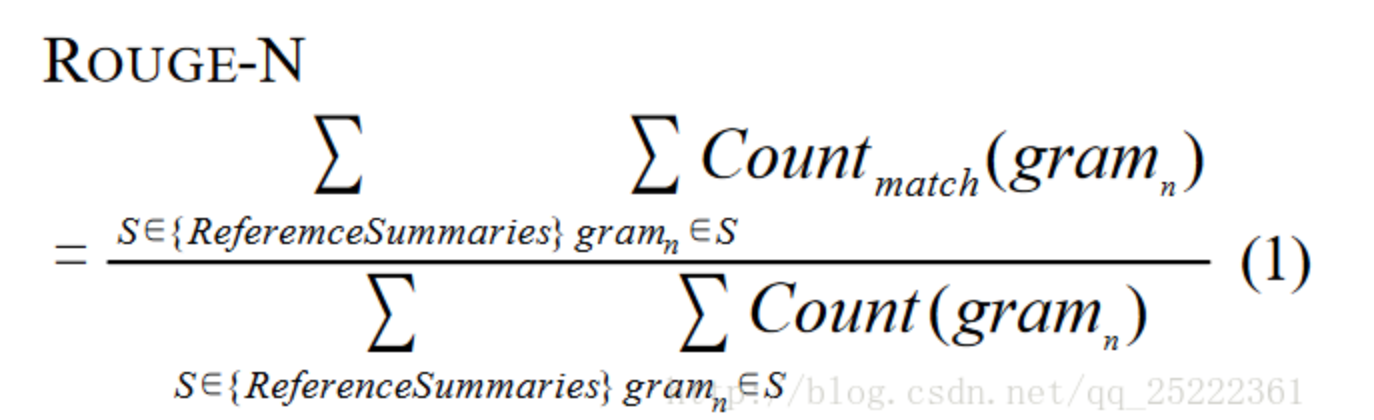 ROUGE-N
∑ ∑ Count_match(gram_n)
S∈{ReferemceSummaries} gram_n∈S
= (1)
∑ ∑ Count(gram_n)
S∈{ReferenceSummaries} gram_n∈S
http://blog.csdn.net/qq_25222361